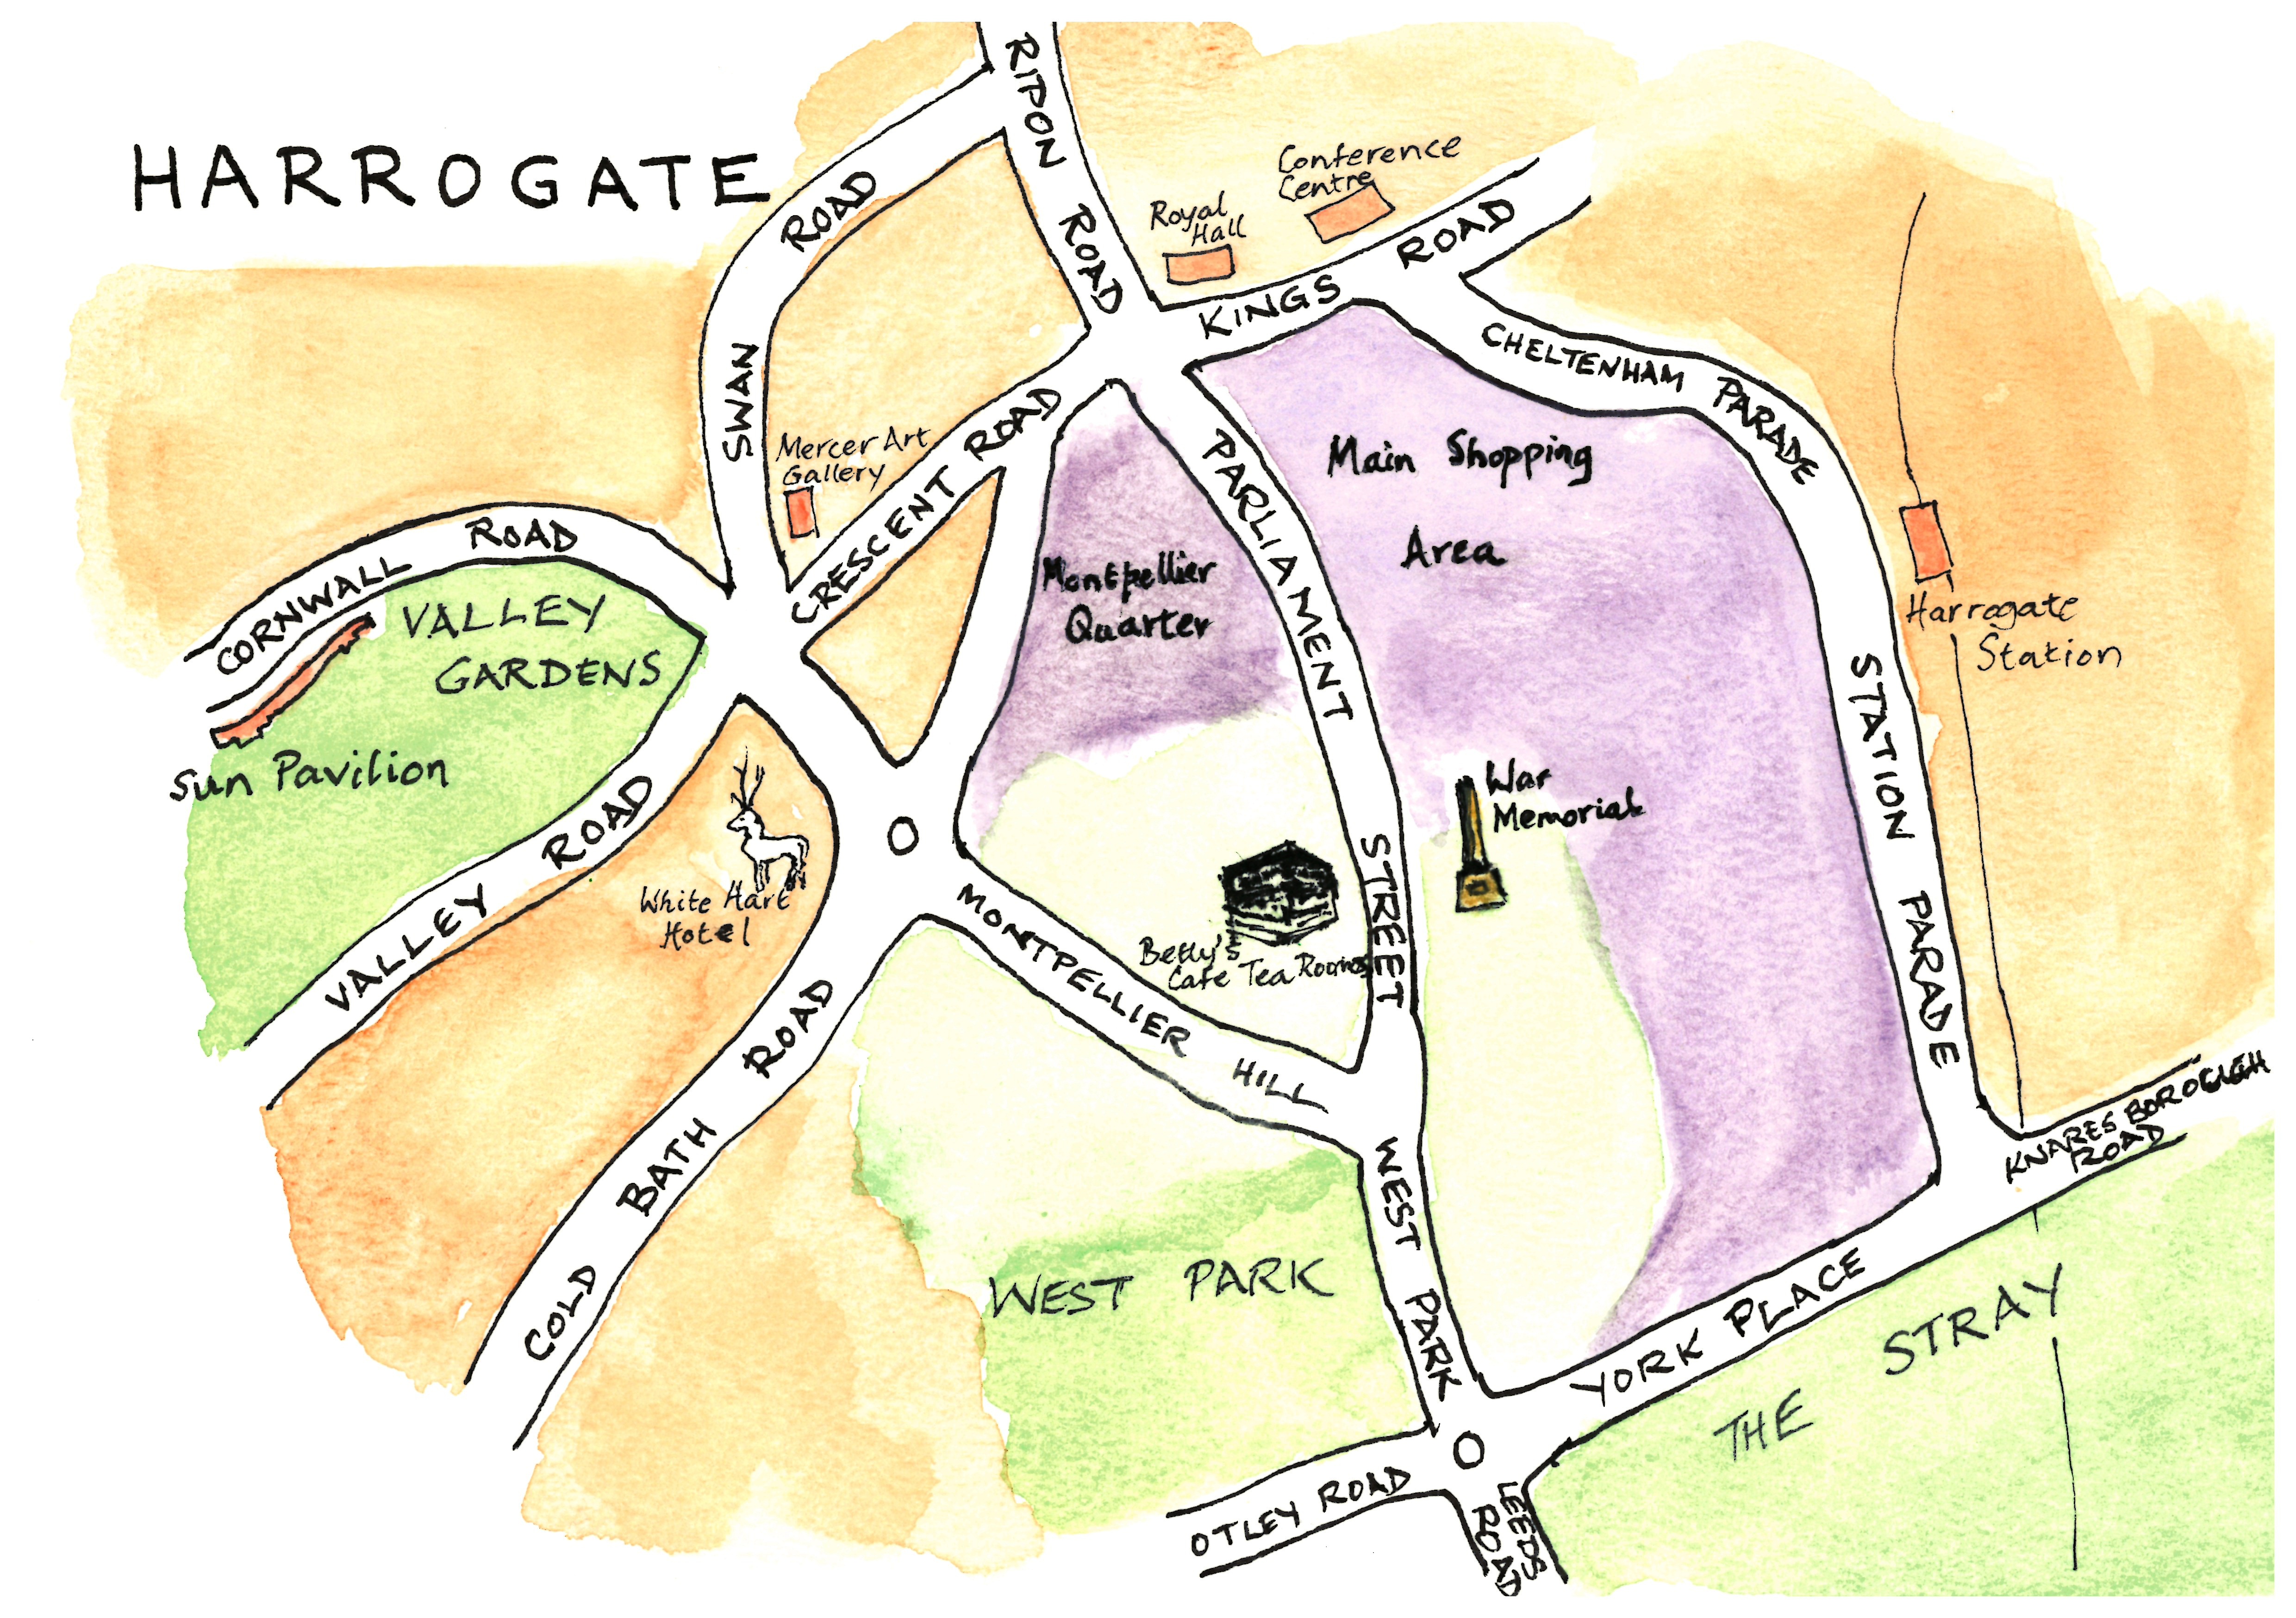 HARROGATE
RIPON ROAD
SWAN ROAD
Royal
Hall
Conference
Centre
KINGS ROAD
CHELTENHAM PARADE
Mercer Art
Gallery
CRESCENT ROAD
PARLIAMENT STREET
Main Shopping
Area
Montpellier
Quarter
CORNWALL ROAD
VALLEY
GARDENS
Sun Pavilion
VALLEY ROAD
White Hart
Hotel
Harrogate
Station
STATION PARADE
War
Memorial
Betty's
Cafe Tea Rooms
MONTPELLIER HILL
COLD BATH ROAD
WEST PARK
WEST PARK
KNARESBOROUGH
ROAD
YORK PLACE
THE STRAY
OTLEY ROAD
LEEDS
ROAD